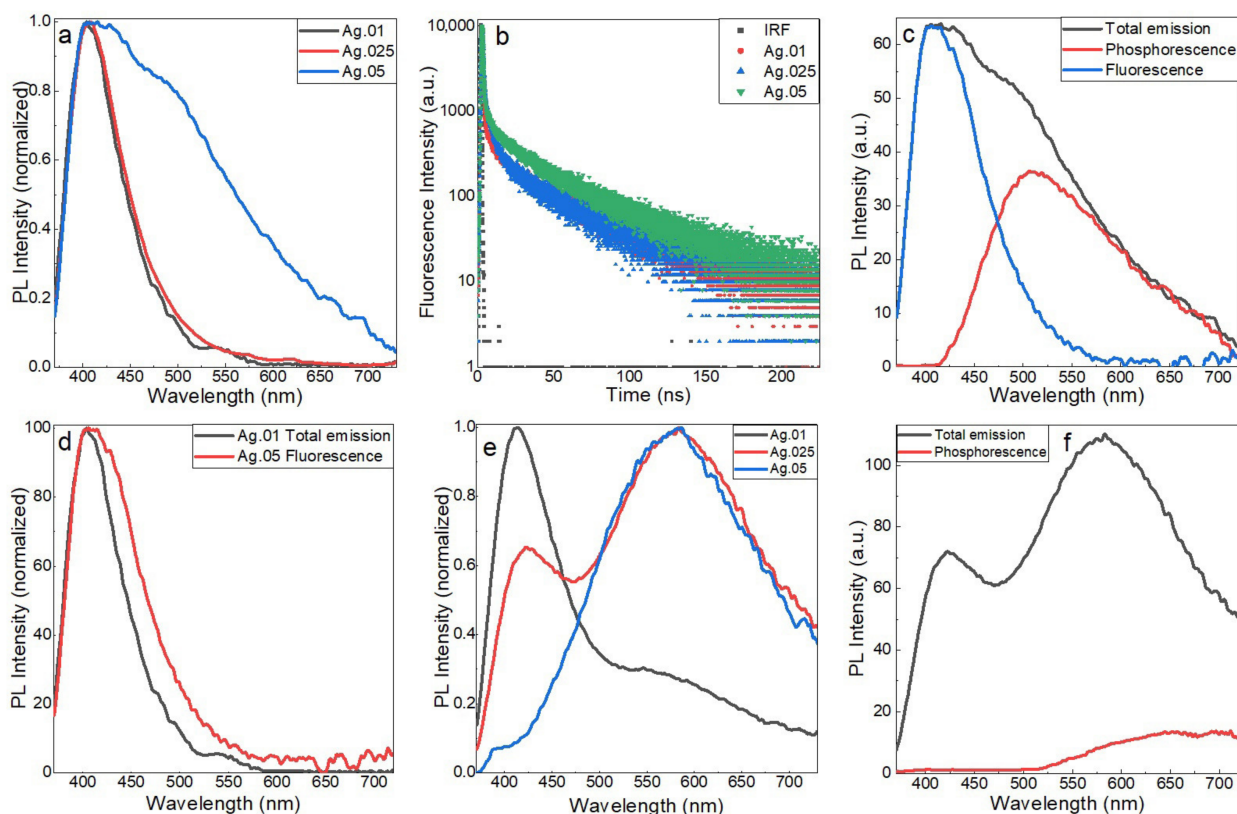 a
Ag.01
Ag.025
Ag.05
PL Intensity (normalized)
1.0
0.8
0.6
0.4
0.2
0.0
400 450 500 550 600 650 700
Wavelength (nm)
b
IRF
Ag.01
Ag.025
Ag.05
Fluorescence Intensity (a.u.)
10,000
1000
100
10
1
0 50 100 150 200
Time (ns)
c
Total emission
Phosphorescence
Fluorescence
PL Intensity (a.u.)
60
50
40
30
20
10
0
400 450 500 550 600 650 700
Wavelength (nm)
d
Ag.01 Total emission
Ag.05 Fluorescence
PL Intensity (normalized)
100
80
60
40
20
0
400 450 500 550 600 650 700
Wavelength (nm)
e
Ag.01
Ag.025
Ag.05
PL Intensity (normalized)
1.0
0.8
0.6
0.4
0.2
0.0
400 450 500 550 600 650 700
Wavelength (nm)
f
Total emission
Phosphorescence
PL Intensity (a.u.)
100
80
60
40
20
0
400 450 500 550 600 650 700
Wavelength (nm)